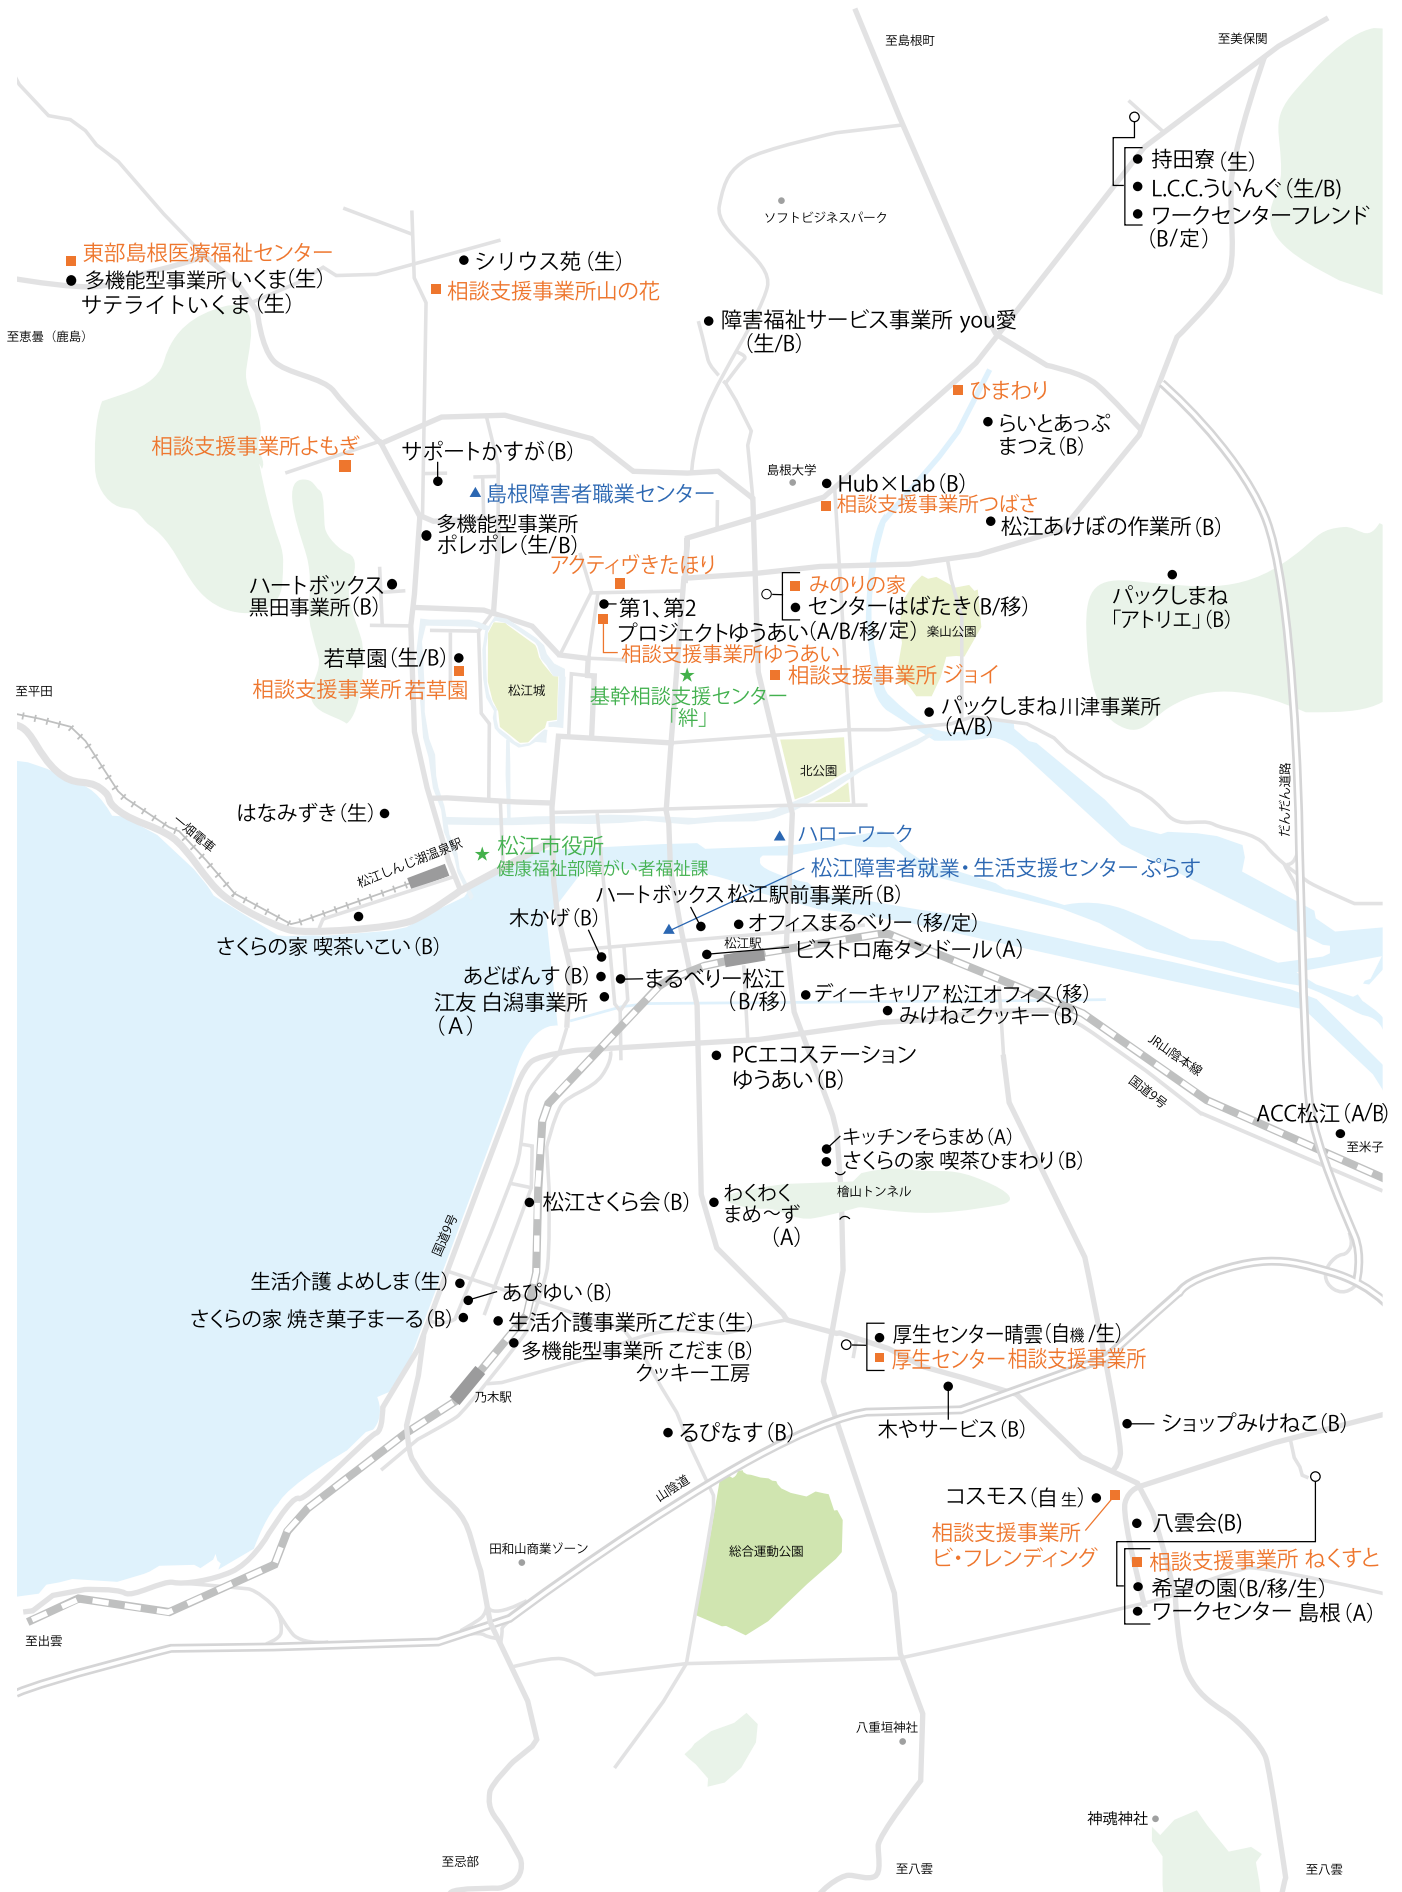 至島根町
至美保関
持田寮(生)
L.C.C.ういんぐ(生/B)
ワークセンターフレンド
(B/定)
ソフトビジネスパーク
東部島根医療福祉センター
多機能型事業所 いくま(生)
サテライトいくま(生)
シリウス苑(生)
相談支援事業所山の花
至恵曇(鹿島)
障害福祉サービス事業所 you愛
(生/B)
ひまわり
らいとあっぷ
まつえ(B)
相談支援事業所よもぎ
サポートかすが(B)
島根大学
Hub×Lab(B)
相談支援事業所つばさ
島根障害者職業センター
松江あけぼの作業所(B)
多機能型事業所
ポレポレ(生/B)
アクティヴきたほり
ハートボックス
黒田事業所(B)
みのりの家
センターはばたき(B/移)
パックしまね
「アトリエ」(B)
第1、第2
プロジェクトゆうあい(A/B/移/定)
楽山公園
相談支援事業所ゆうあい
若草園(生/B)
相談支援事業所 若草園
松江城
相談支援事業所 ジョイ
基幹相談支援センター
「絆」
至平田
パックしまね川津事業所
(A/B)
北公園
だんだん道路
はなみずき(生)
一畑電車
松江しんじ湖温泉駅
松江市役所
健康福祉部障がい者福祉課
ハローワーク
松江障害者就業・生活支援センター ぷらす
ハートボックス 松江駅前事業所(B)
木かげ(B)
オフィスまるべりー(移/定)
さくらの家 喫茶いこい(B)
松江駅
ビストロ庵タンドール(A)
あどばんす(B)
まるべりー松江
(B/移)
江友 白潟事業所
(A)
ディーキャリア 松江オフィス(移)
みけねこクッキー(B)
PCエコステーション
ゆうあい(B)
JR山陰本線
国道9号
ACC松江(A/B)
至米子
キッチンそらまめ(A)
さくらの家 喫茶ひまわり(B)
檜山トンネル
松江さくら会(B)
わくわく
まめ〜ず
(A)
国道9号
生活介護 よめしま(生)
あぴゆい(B)
さくらの家 焼き菓子まーる(B)
生活介護事業所こだま(生)
多機能型事業所 こだま(B)
クッキー工房
乃木駅
厚生センター晴雲(自機/生)
厚生センター相談支援事業所
るぴなす(B)
木やサービス(B)
ショップみけねこ(B)
山陰道
コスモス(自生)
相談支援事業所
ビ・フレンディング
八雲会(B)
田和山商業ゾーン
総合運動公園
相談支援事業所 ねくすと
希望の園(B/移/生)
ワークセンター 島根(A)
至出雲
八重垣神社
神魂神社
至忌部
至八雲
至八雲